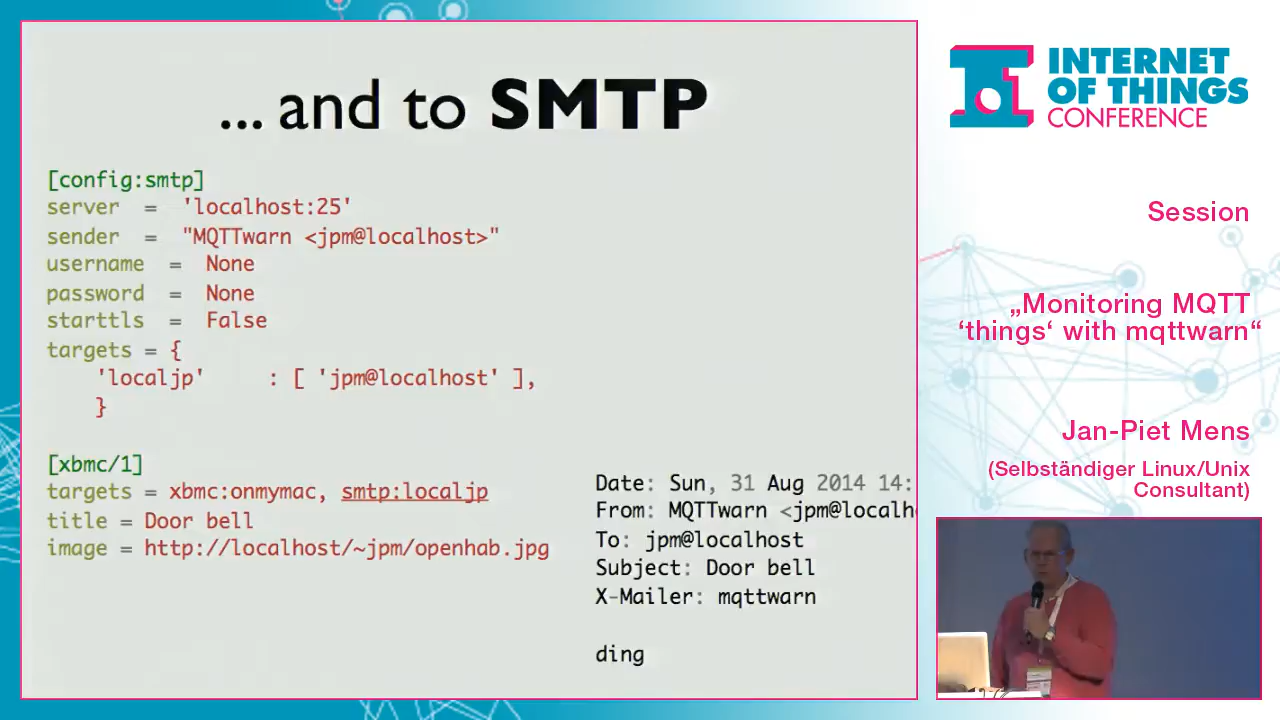 ... and to SMTP
[config:smtp]
server = 'localhost:25'
sender = "MQTTwarn <jpm@localhost>"
username = None
password = None
starttls = False
targets = {
'localjp' : [ 'jpm@localhost' ],
}
[xbmc/1]
targets = xbmc:onmymac, smtp:localjp
title = Door bell
image = http://localhost/~jpm/openhab.jpg
Date: Sun, 31 Aug 2014 14:
From: MQTTwarn <jpm@localh
To: jpm@localhost
Subject: Door bell
X-Mailer: mqttwarn
ding
INTERNET
OF THINGS
CONFERENCE
Session
„Monitoring MQTT
‘things‘ with mqttwarn“
Jan-Piet Mens
(Selbständiger Linux/Unix
Consultant)